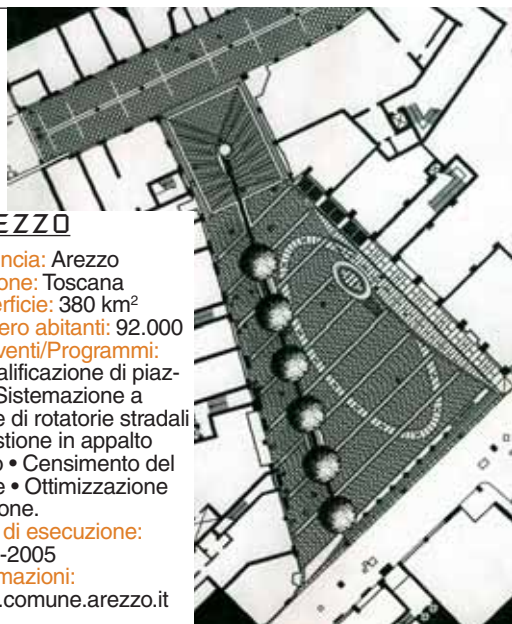 EZZO
ncia: Arezzo
one: Toscana
erficie: 380 km²
ero abitanti: 92.000
venti/Programmi:
alificazione di piaz-
Sistemazione a
e di rotatorie stradali
stione in appalto
o • Censimento del
e • Ottimizzazione
one.
di esecuzione:
-2005
mazioni:
.comune.arezzo.it